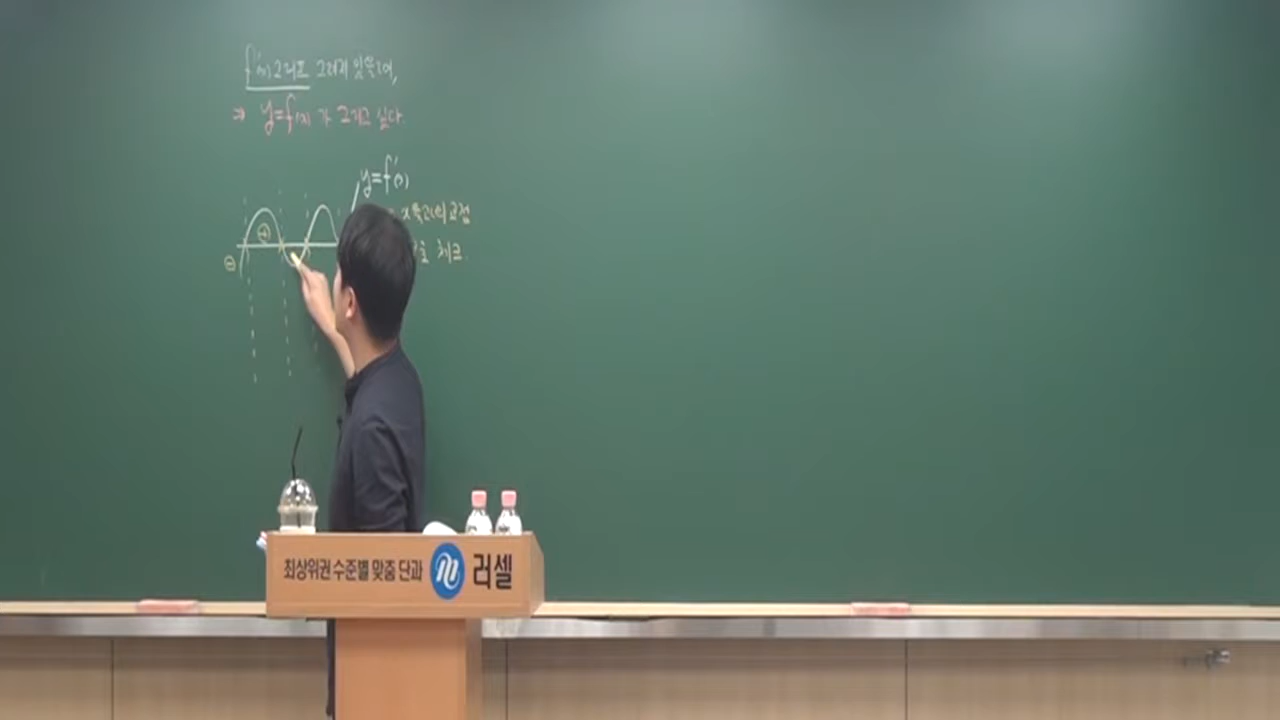 f'(x) 그래프 그려져 있을 때,
⇒ y=f(x) 가 그리고 싶다.
y=f'(x)
x축과의 교점
체크.
⊕
⊖
최상위권 수준별 맞춤 단과 러셀